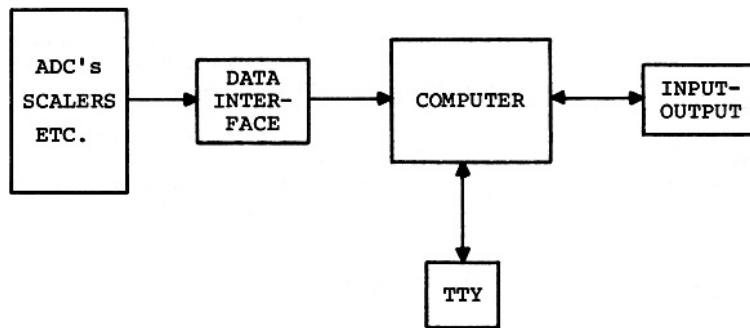 ADC's
SCALERS
ETC.
DATA
INTER-
FACE
COMPUTER
INPUT-
OUTPUT
TTY